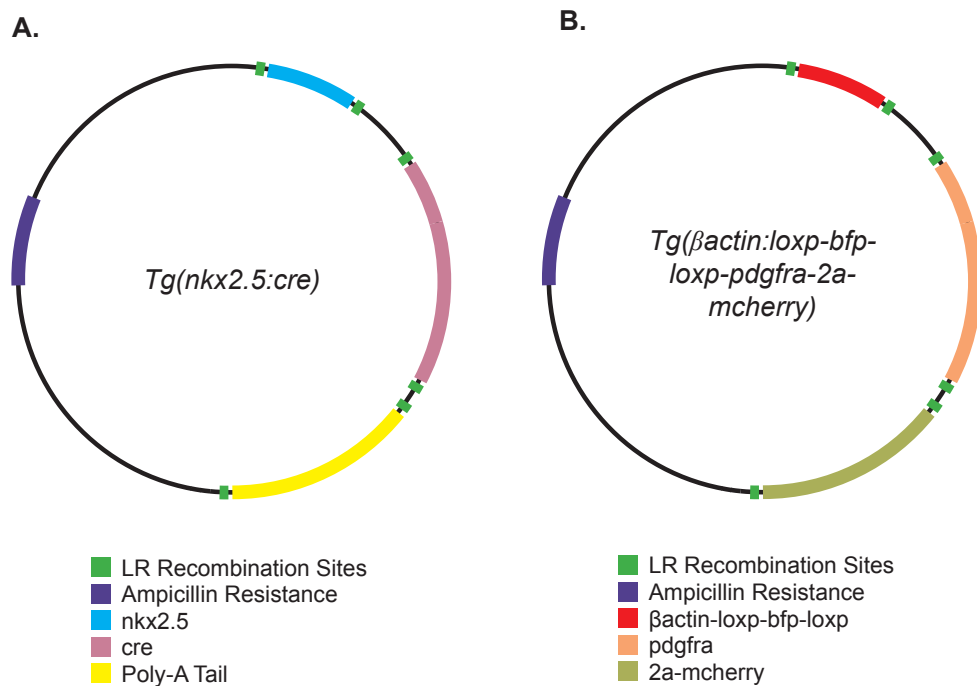 A.
Tg(nkx2.5:cre)
LR Recombination Sites
Ampicillin Resistance
nkx2.5
cre
Poly-A Tail
B.
Tg(βactin:loxp-bfp-
loxp-pdgfra-2a-
mcherry)
LR Recombination Sites
Ampicillin Resistance
βactin-loxp-bfp-loxp
pdgfra
2a-mcherry